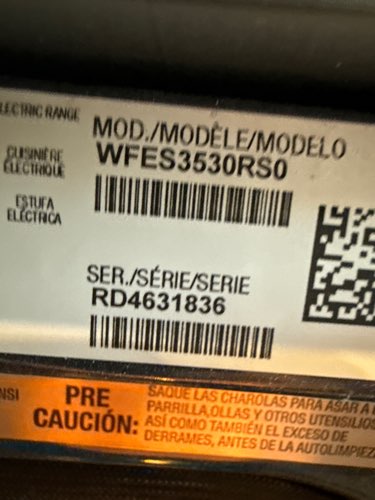 ELECTRIC RANGE
MOD./MODÈLE/MODELO
WFES3530RS0
CUISINIÈRE
ÉLECTRIQUE
ESTUFA
ELÉCTRICA
SER./SÉRIE/SERIE
RD4631836
PRE
CAUCIÓN:
SAQUE LAS CHAROLAS PARA ASAR A
PARRILLA,OLLAS Y OTROS UTENSILIOS
ASÍ COMO TAMBIÉN EL EXCESO DE
DERRAMES, ANTES DE LA AUTOLIMPIEZ